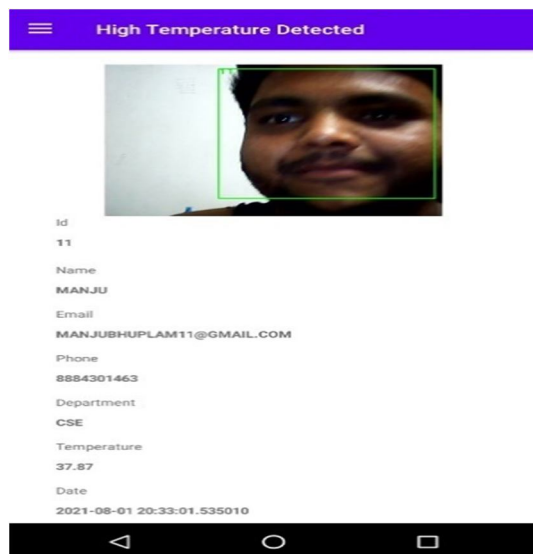 High Temperature Detected
11
Id
11
Name
MANJU
Email
MANJUBHUPLAM11@GMAIL.COM
Phone
8884301463
Department
CSE
Temperature
37.87
Date
2021-08-01 20:33:01.535010